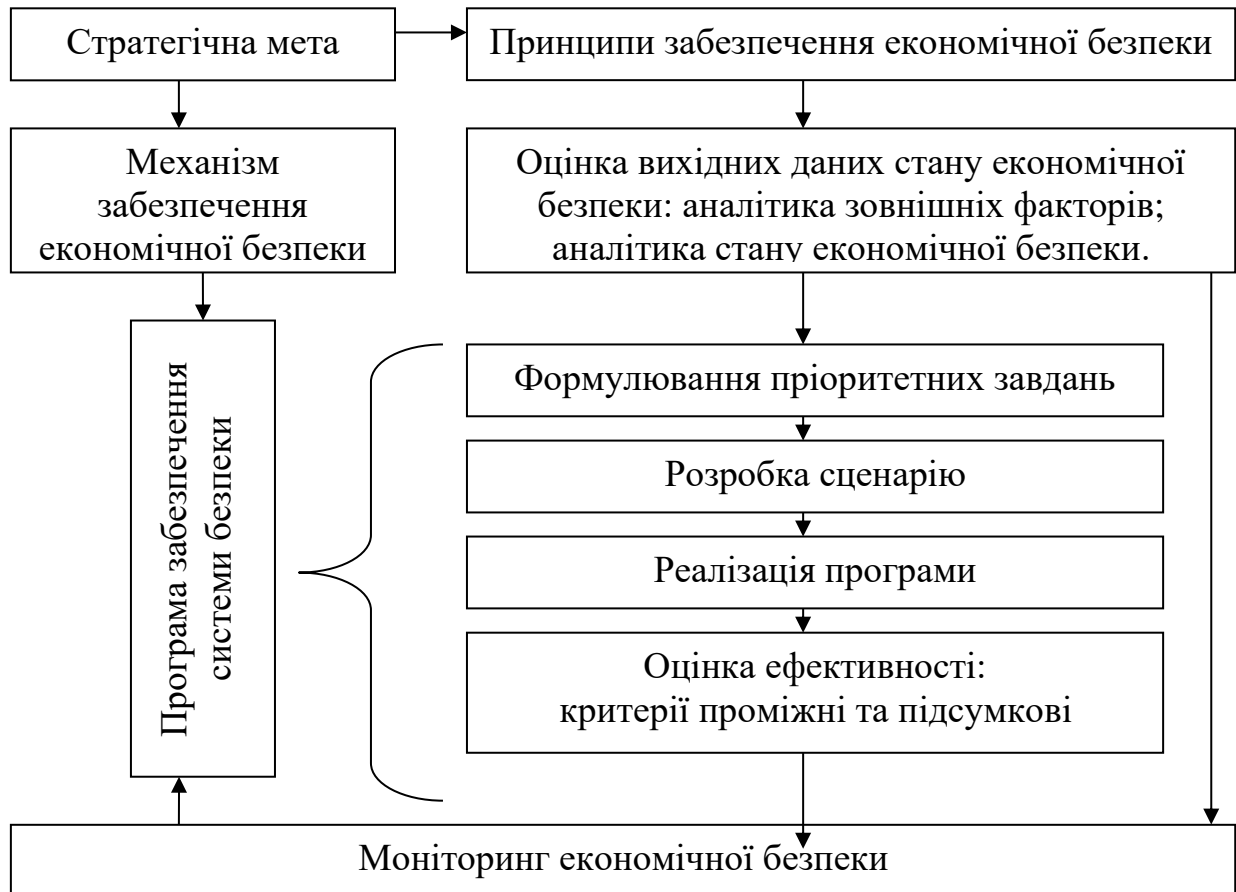 Стратегічна мета
Принципи забезпечення економічної безпеки
Механізм
забезпечення
економічної безпеки
Оцінка вихідних даних стану економічної
безпеки: аналітика зовнішніх факторів;
аналітика стану економічної безпеки.
Програма забезпечення
системи безпеки
Формулювання пріоритетних завдань
Розробка сценарію
Реалізація програми
Оцінка ефективності:
критерії проміжні та підсумкові
Моніторинг економічної безпеки